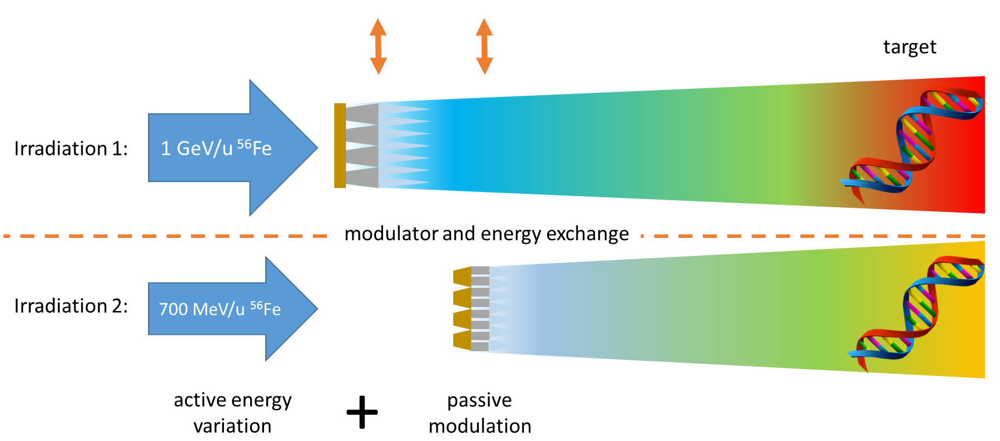 target
Irradiation 1:
1 GeV/u ⁵⁶Fe
modulator and energy exchange
Irradiation 2:
700 MeV/u ⁵⁶Fe
active energy
variation
+
passive
modulation